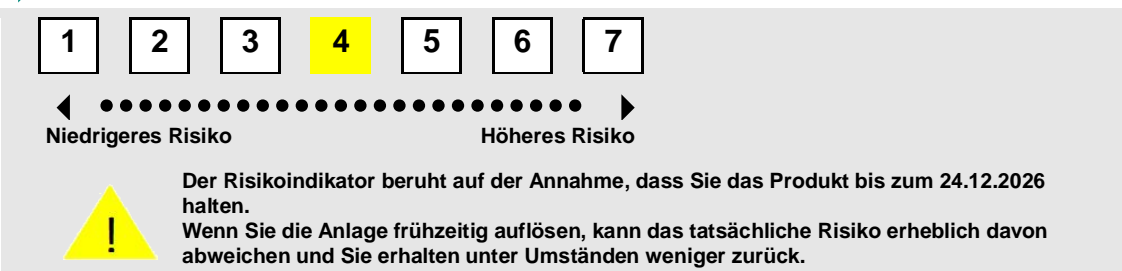 1 2 3 4 5 6 7
Niedrigeres Risiko Höheres Risiko
Der Risikoindikator beruht auf der Annahme, dass Sie das Produkt bis zum 24.12.2026
halten.
! Wenn Sie die Anlage frühzeitig auflösen, kann das tatsächliche Risiko erheblich davon
abweichen und Sie erhalten unter Umständen weniger zurück.